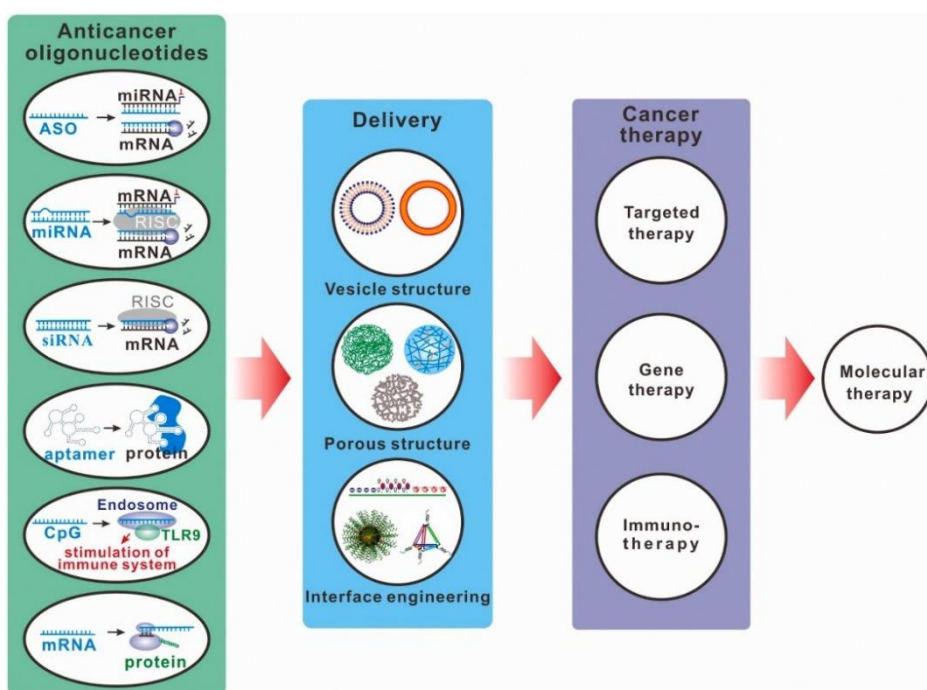 Anticancer
oligonucleotides
miRNA
ASO
mRNA
mRNA
miRNA
RISC
mRNA
RISC
siRNA
mRNA
aptamer
protein
Endosome
CpG
TLR9
stimulation of
immune system
mRNA
protein
Delivery
Vesicle structure
Porous structure
Interface engineering
Cancer
therapy
Targeted
therapy
Gene
therapy
Immuno-
therapy
Molecular
therapy